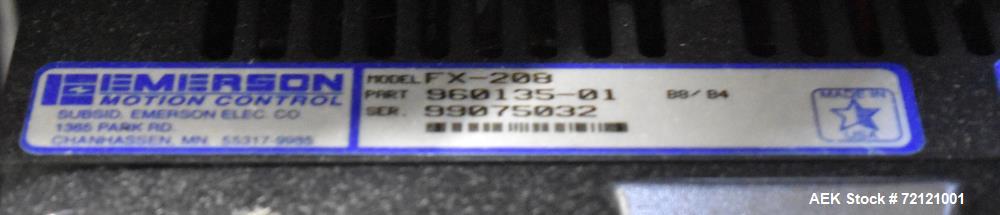 EMERSON
MOTION CONTROL
SUBSID. EMERSON ELEC. CO
1365 PARK RD.
CHANHASSEN, MN. 55317-9985
MODEL FX-208
PART 960135-01 B8/B4
SER. 99075032
MADE IN
USA
AEK Stock # 72121001